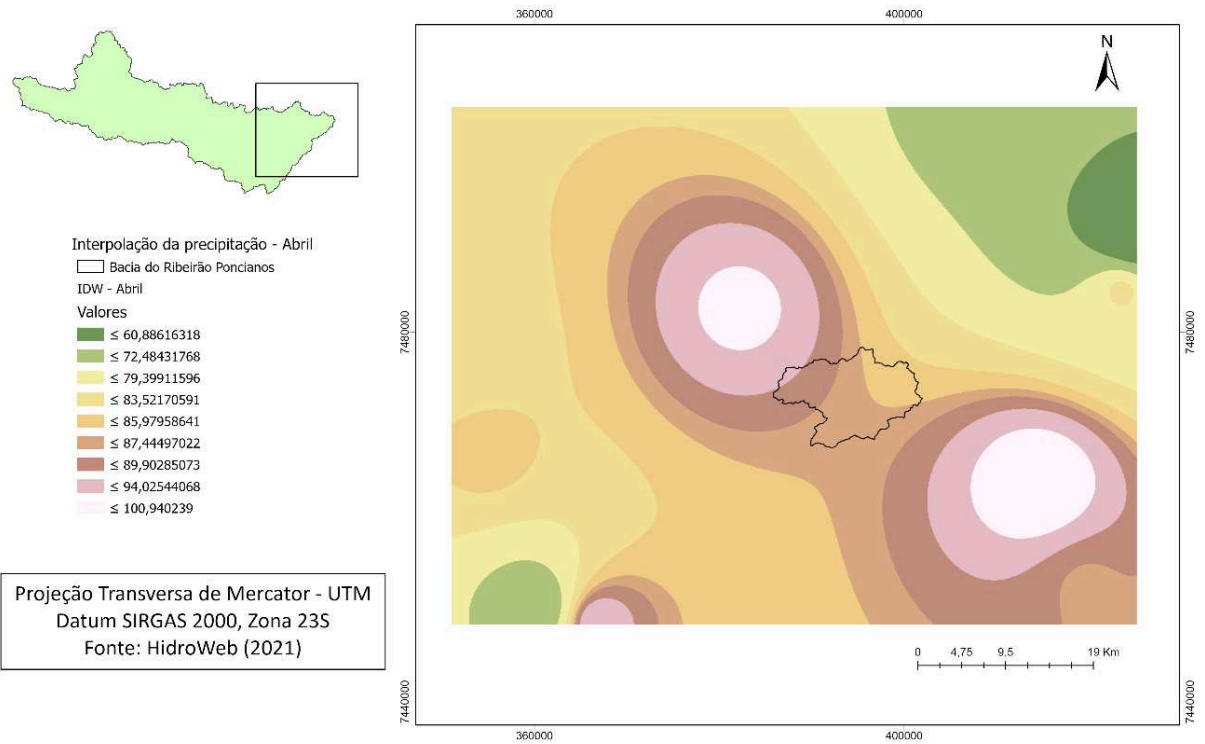 360000
400000
N
Interpolação da precipitação - Abril
Bacia do Ribeirão Poncianos
IDW - Abril
Valores
≤ 60,88616318
≤ 72,48431768
≤ 79,39911596
≤ 83,52170591
≤ 85,97958641
≤ 87,44497022
≤ 89,90285073
≤ 94,02544068
≤ 100,940239
7480000
7480000
Projeção Transversa de Mercator - UTM
Datum SIRGAS 2000, Zona 23S
Fonte: HidroWeb (2021)
0 4,75 9,5 19 Km
7440000
7440000
360000
400000